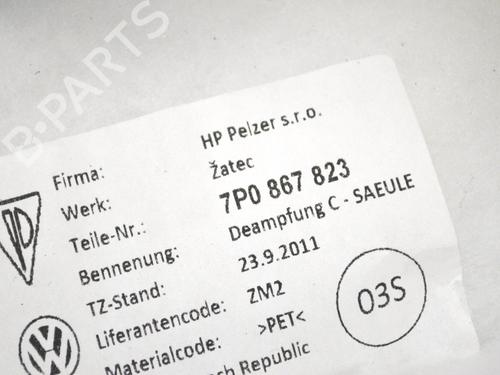 B-PARTS
Firma: HP Pelzer s.r.o.
Werk: Žatec
Teile-Nr.: 7P0 867 823
Bennenung: Deampfung C - SAEULE
TZ-Stand: 23.9.2011
Liferantencode: ZM2
Materialcode: >PET<
Republic
03S